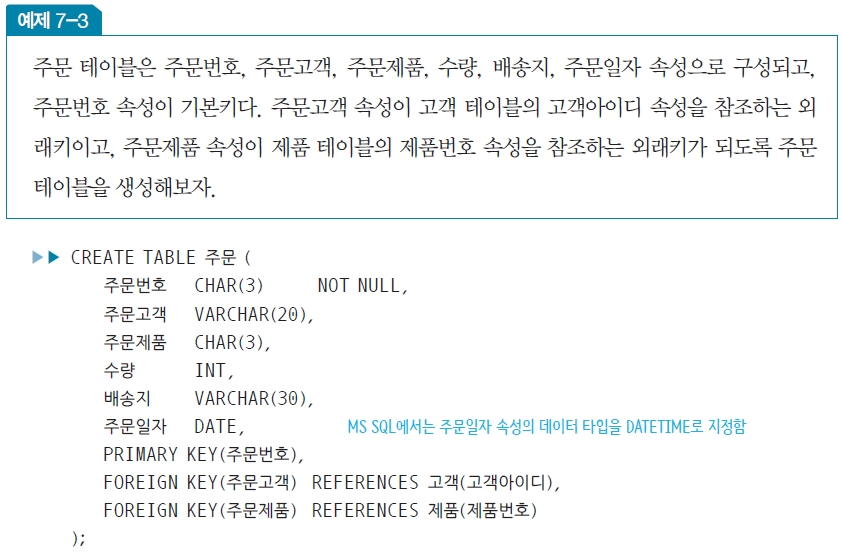 예제 7-3
주문 테이블은 주문번호, 주문고객, 주문제품, 수량, 배송지, 주문일자 속성으로 구성되고,
주문번호 속성이 기본키다. 주문고객 속성이 고객 테이블의 고객아이디 속성을 참조하는 외
래키이고, 주문제품 속성이 제품 테이블의 제품번호 속성을 참조하는 외래키가 되도록 주문
테이블을 생성해보자.
▶▶ CREATE TABLE 주문 (
주문번호 CHAR(3) NOT NULL,
주문고객 VARCHAR(20),
주문제품 CHAR(3),
수량 INT,
배송지 VARCHAR(30),
주문일자 DATE, MS SQL에서는 주문일자 속성의 데이터 타입을 DATETIME로 지정함
PRIMARY KEY(주문번호),
FOREIGN KEY(주문고객) REFERENCES 고객(고객아이디),
FOREIGN KEY(주문제품) REFERENCES 제품(제품번호)
);